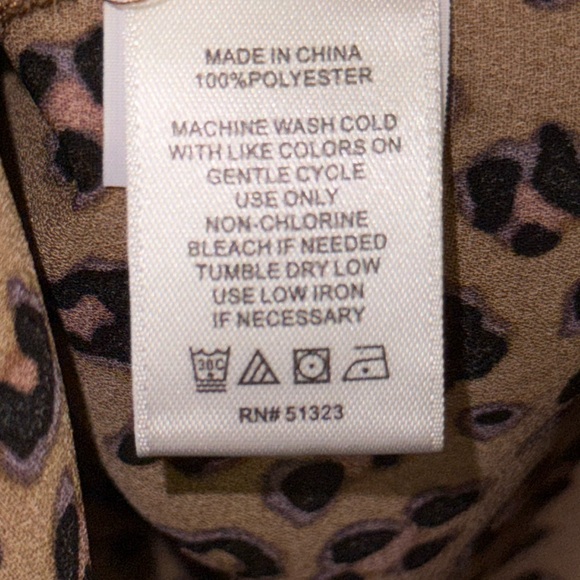 MADE IN CHINA
100%POLYESTER
MACHINE WASH COLD
WITH LIKE COLORS ON
GENTLE CYCLE
USE ONLY
NON-CHLORINE
BLEACH IF NEEDED
TUMBLE DRY LOW
USE LOW IRON
IF NECESSARY
30C
RN# 51323